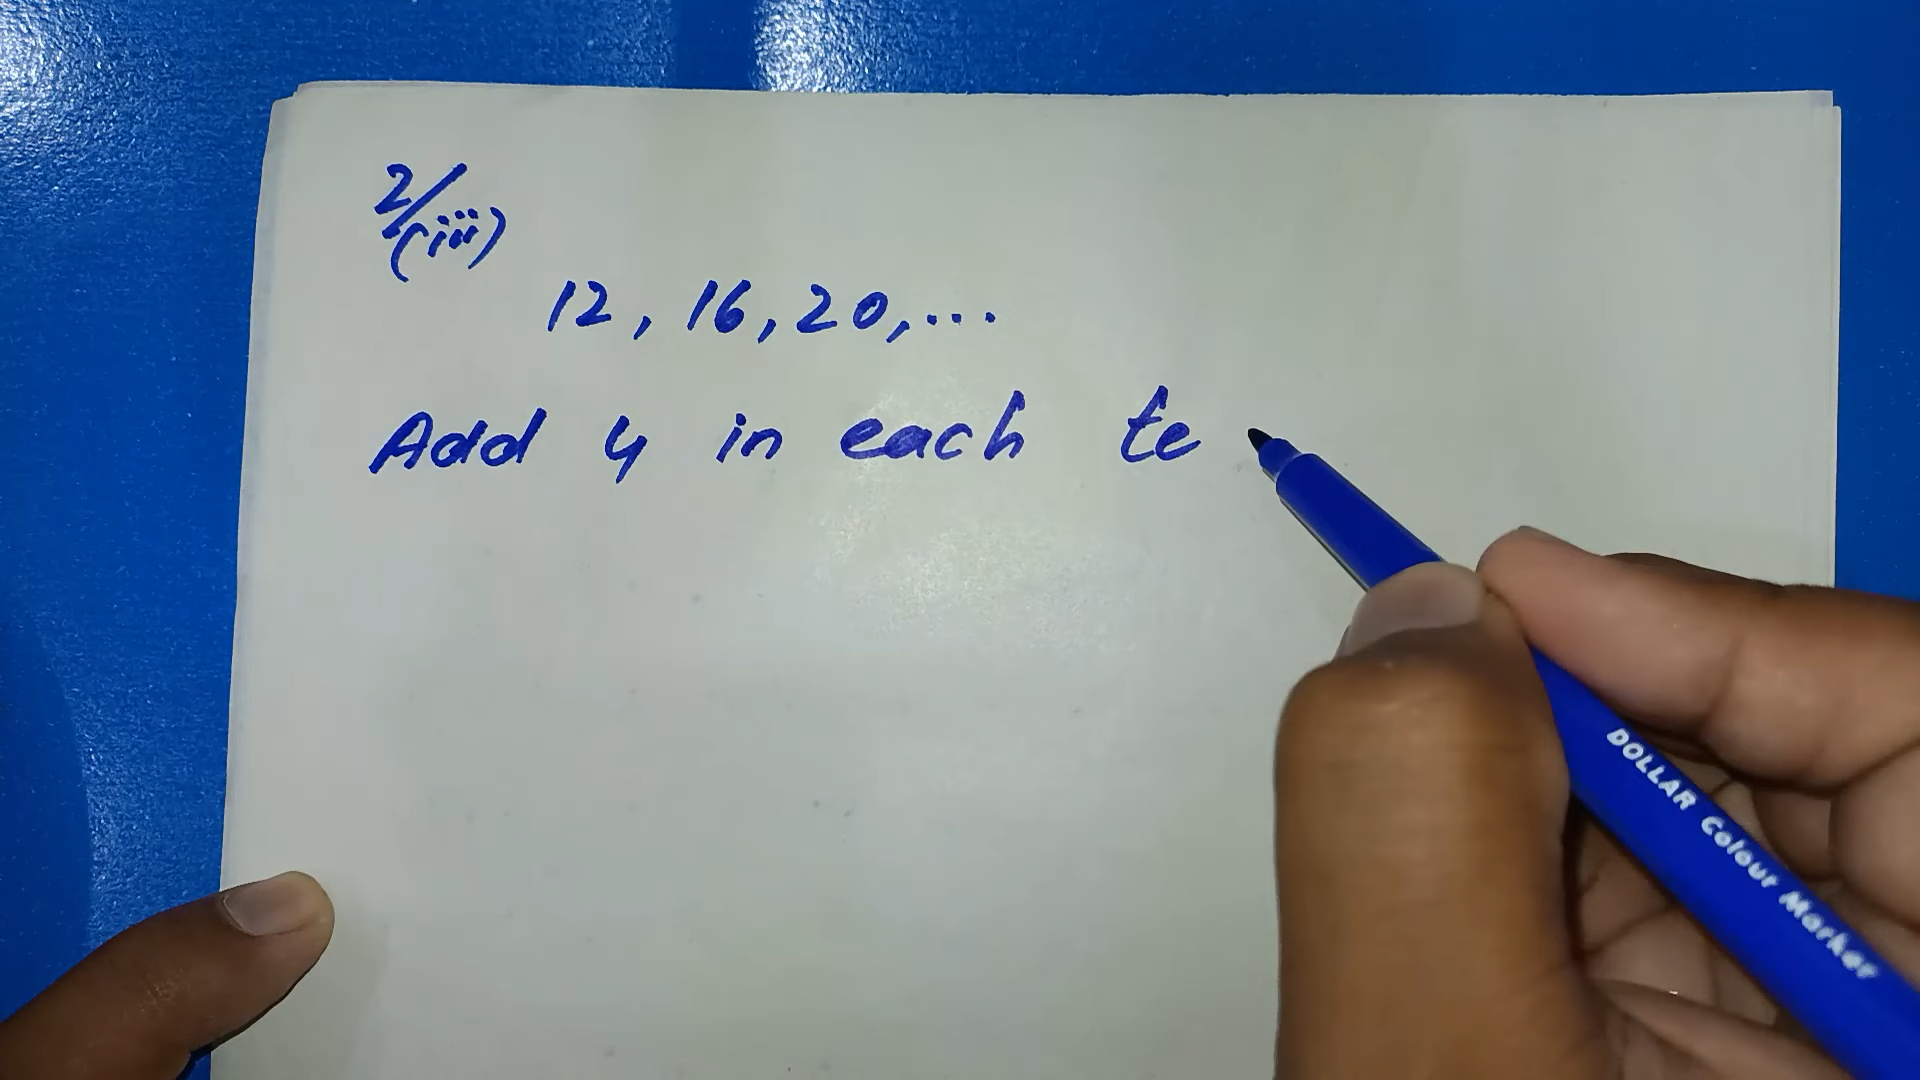 2/(iii)
12, 16, 20, ...
Add 4 in each te
DOLLAR Colour Marker